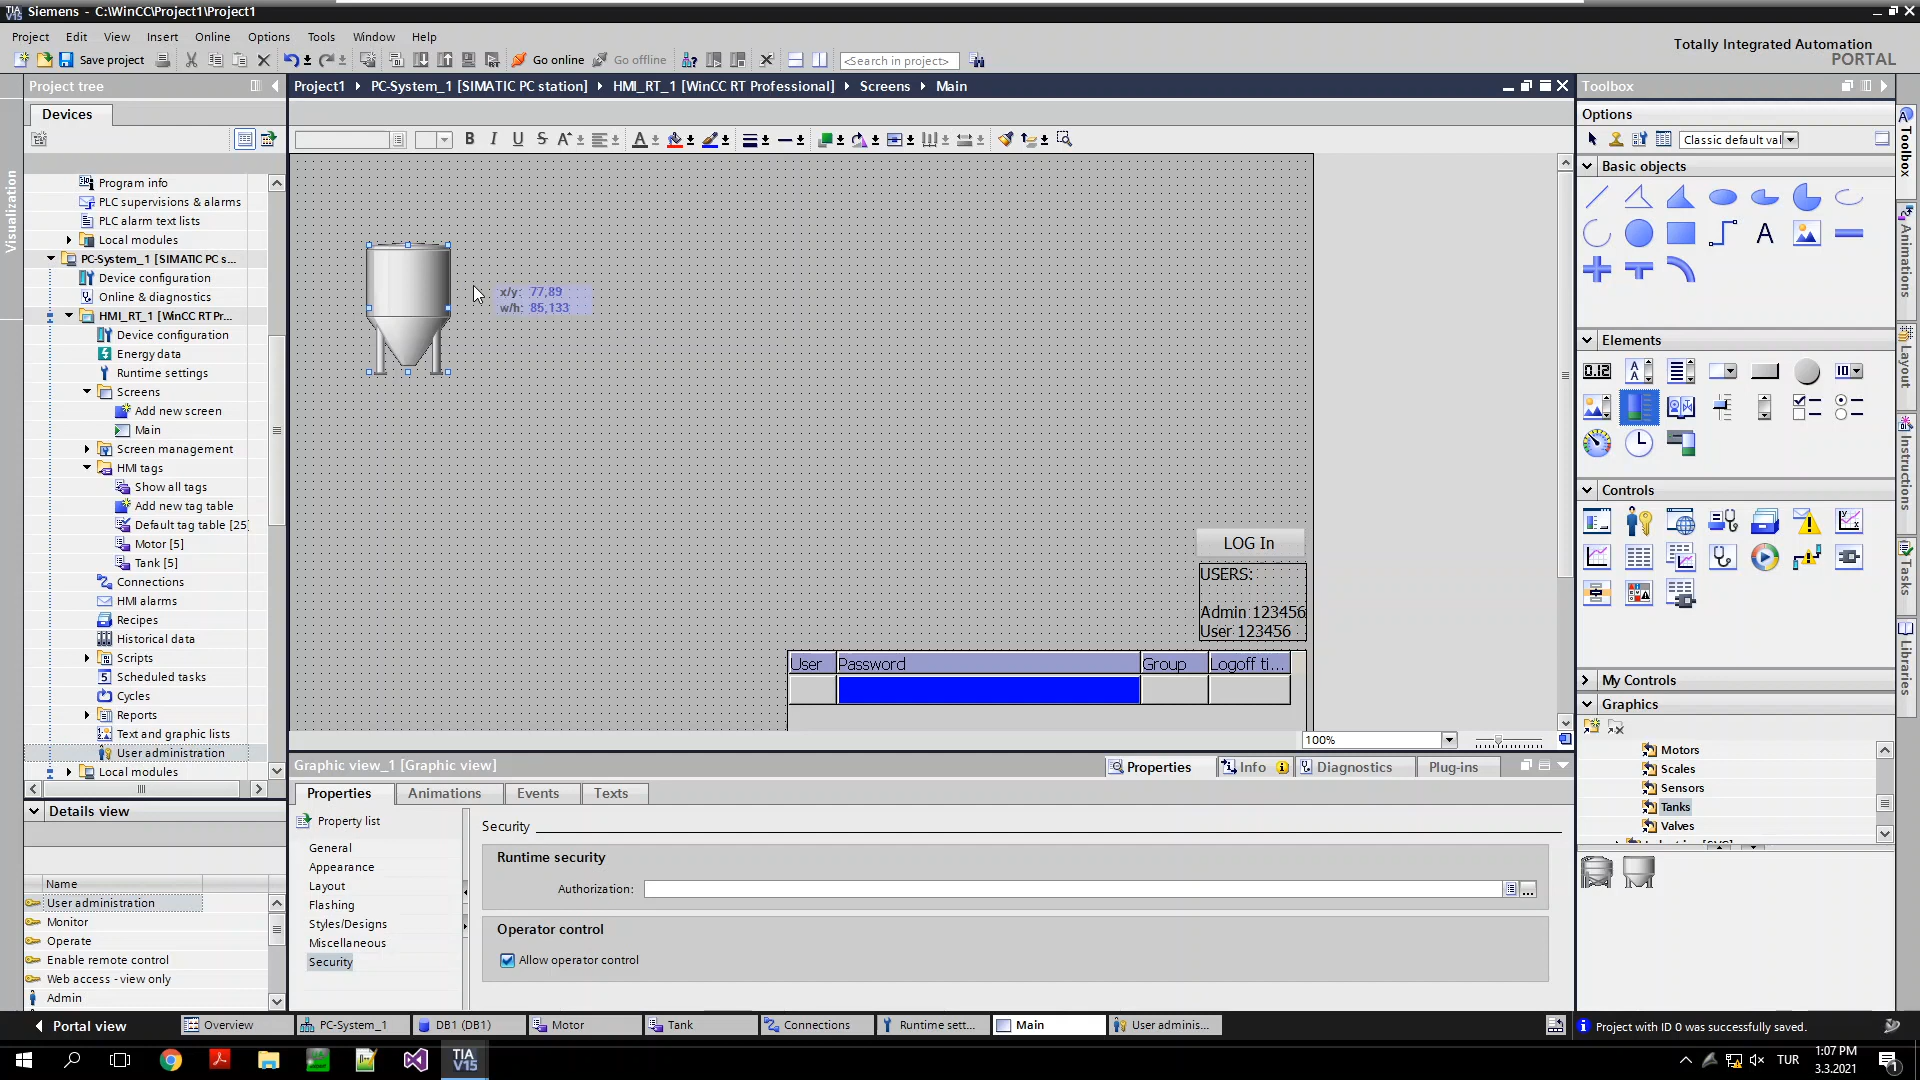 Siemens - C:\WinCC\Project1\Project1
Project Edit View Insert Online Options Tools Window Help
Totally Integrated Automation
PORTAL
Save project
Go online
Go offline
<Search in project>
Project tree
Devices
Visualization
Program info
PLC supervisions & alarms
PLC alarm text lists
Local modules
PC-System_1 [SIMATIC PC s...
Device configuration
Online & diagnostics
HMI_RT_1 [WinCC RT Pr...
Device configuration
Energy data
Runtime settings
Screens
Add new screen
Main
Screen management
HMI tags
Show all tags
Add new tag table
Default tag table [25]
Motor [5]
Tank [5]
Connections
HMI alarms
Recipes
Historical data
Scripts
Scheduled tasks
Cycles
Reports
Text and graphic lists
User administration
Local modules
Details view
Name
User administration
Monitor
Operate
Enable remote control
Web access - view only
Admin
Project1 PC-System_1 [SIMATIC PC station] HMI_RT_1 [WinCC RT Professional] Screens Main
x/y: 77,89
w/h: 85,133
LOG In
USERS:
Admin 123456
User 123456
User Password Group Logoff ti...
100%
Graphic view_1 [Graphic view]
Properties Info Diagnostics Plug-ins
Properties Animations Events Texts
Property list
General
Appearance
Layout
Flashing
Styles/Designs
Miscellaneous
Security
Security
Runtime security
Authorization:
Operator control
Allow operator control
Toolbox
Options
Classic default val
Basic objects
Elements
Controls
My Controls
Graphics
Motors
Scales
Sensors
Tanks
Valves
Toolbox
Animations
Layout
Instructions
Tasks
Libraries
Portal view
Overview
PC-System_1
DB1 (DB1)
Motor
Tank
Connections
Runtime sett...
Main
User adminis...
Project with ID 0 was successfully saved.
TIA
V15
TUR
1:07 PM
3.3.2021